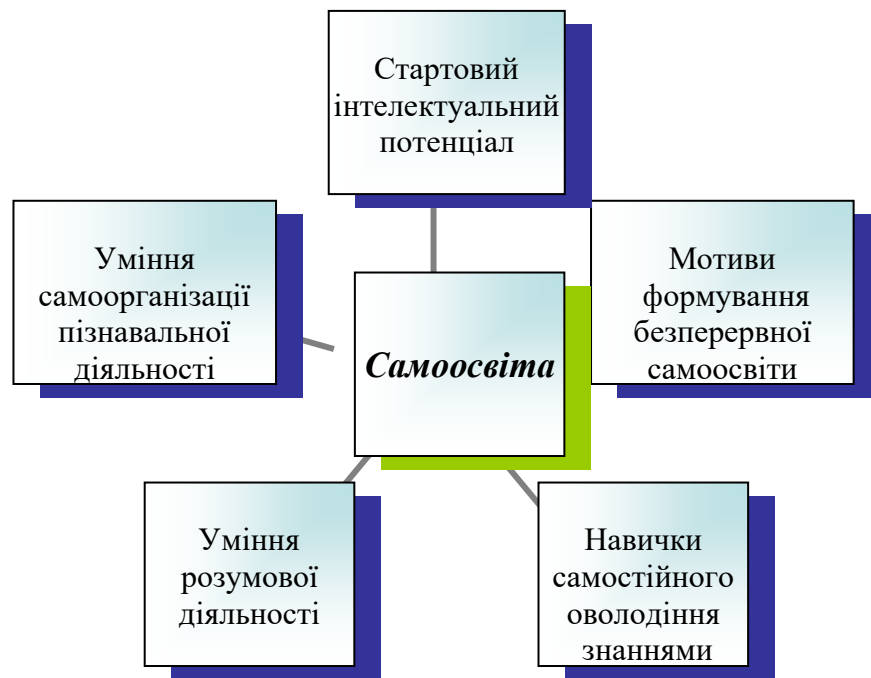 Стартовий
інтелектуальний
потенціал
Уміння
самоорганізації
пізнавальної
діяльності
Самоосвіта
Мотиви
формування
безперервної
самоосвіти
Уміння
розумової
діяльності
Навички
самостійного
оволодіння
знаннями